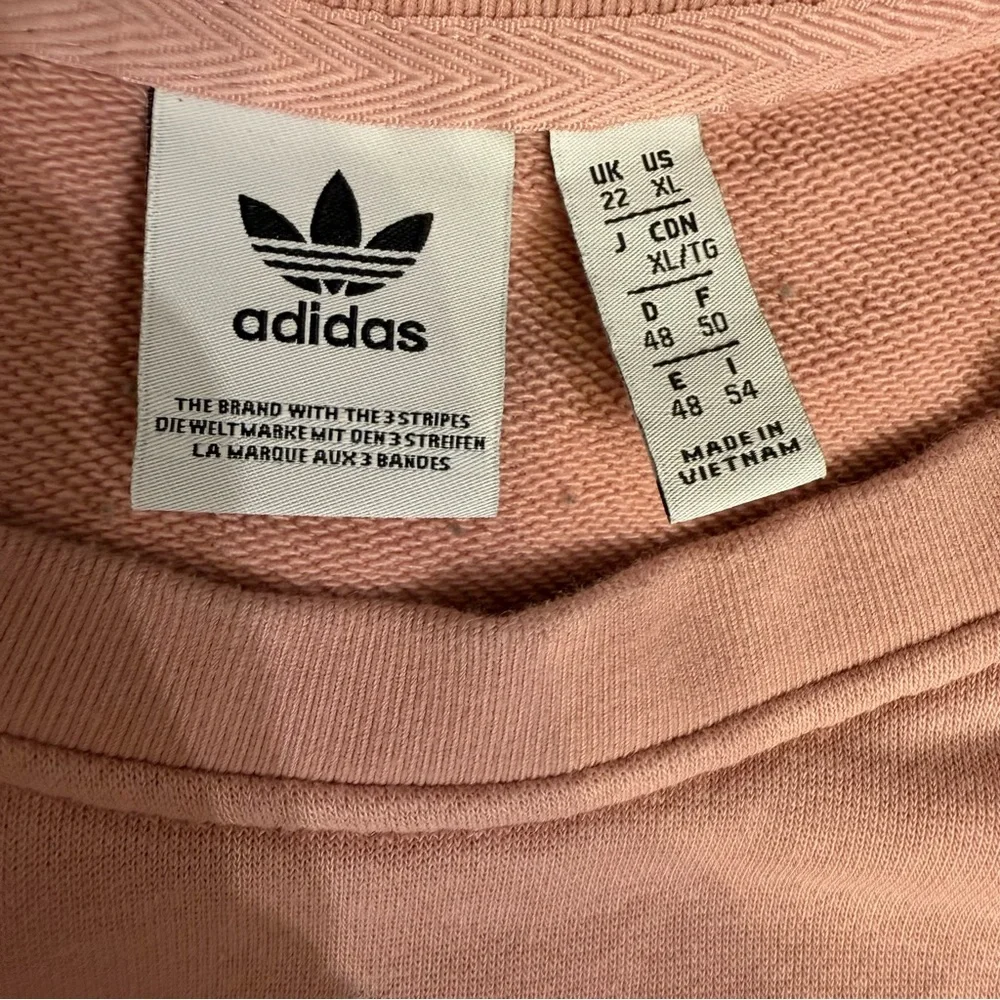 adidas
THE BRAND WITH THE 3 STRIPES
DIE WELTMARKE MIT DEN 3 STREIFEN
LA MARQUE AUX 3 BANDES
UK US
22 XL
J CDN
XL/TG
D F
48 50
E I
48 54
MADE IN
VIETNAM